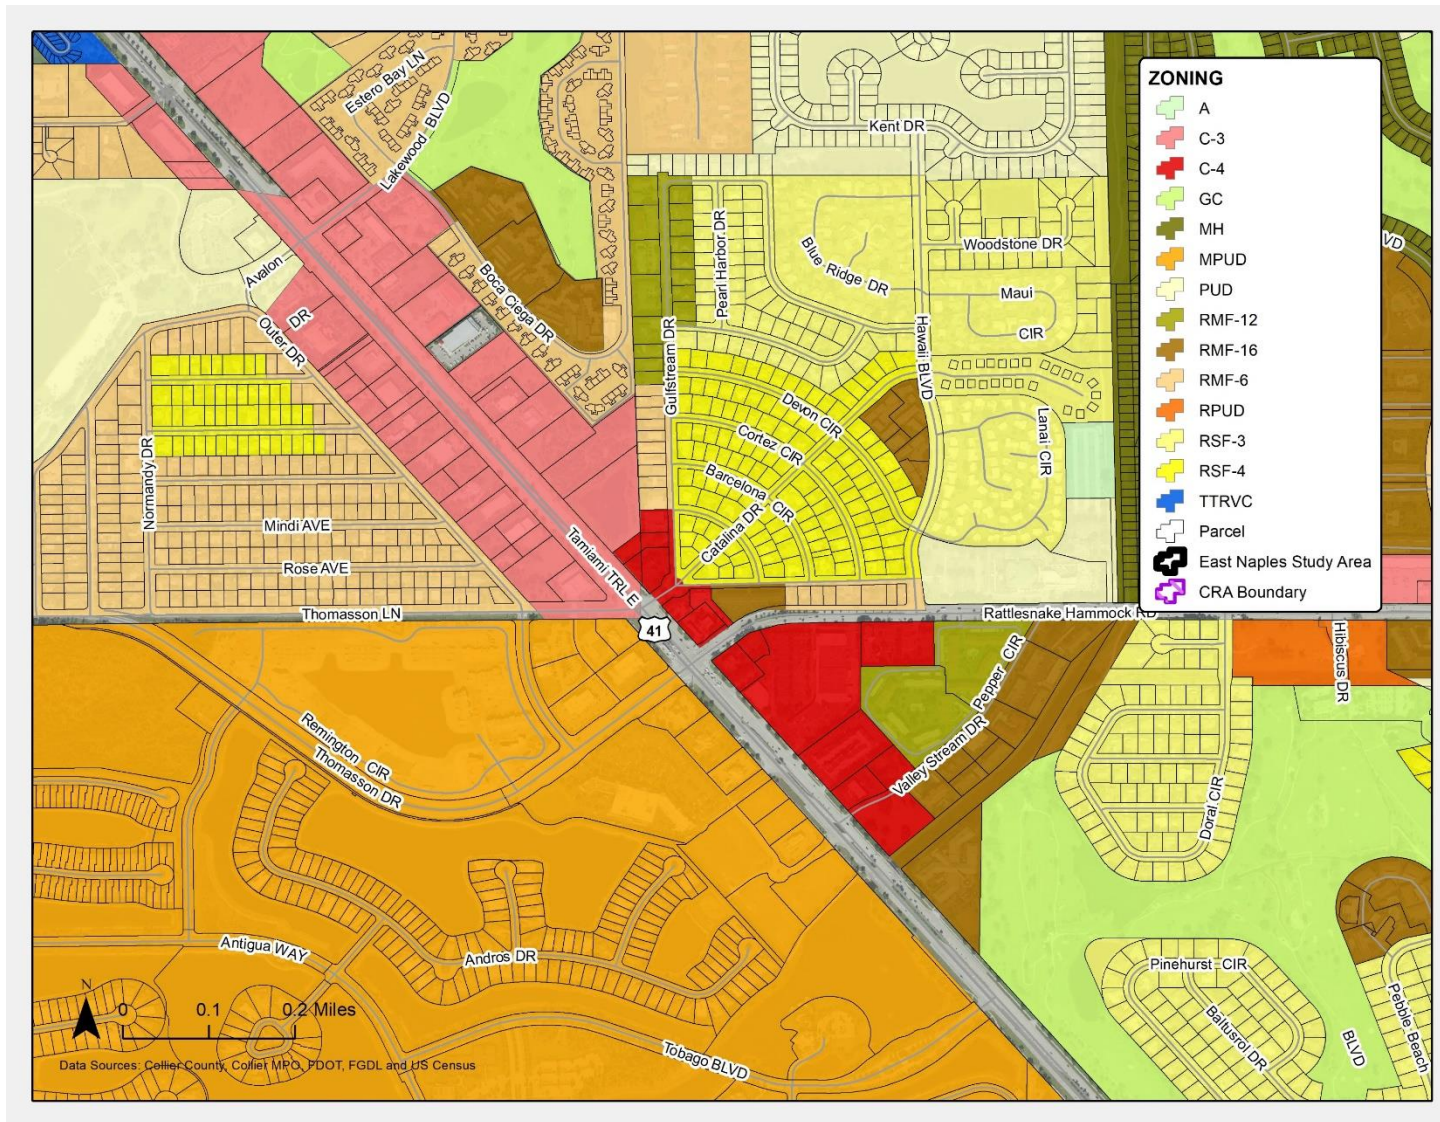 ZONING
A
C-3
C-4
GC
MH
MPUD
PUD
RMF-12
RMF-16
RMF-6
RPUD
RSF-3
RSF-4
TTRVC
Parcel
East Naples Study Area
CRA Boundary
Estero Bay LN
Lakewood BLVD
Kent DR
Pearl Harbor DR
Woodstone DR
Blue Ridge DR
VD
Avalon
DR
Boca Ciega DR
Maui
CIR
Outer DR
Gulfstream DR
Hawaii BLVD
Devon CIR
Cortez CIR
Lanai CIR
Normandy DR
Barcelona CIR
Mindi AVE
Catalina DR
Rose AVE
Tamiami TRL E
Thomasson LN
Rattlesnake Hammock RD
41
Hibiscus DR
Pepper CIR
Remington CIR
Thomasson DR
Valley Stream DR
Doral CIR
Antigua WAY
Andros DR
Pinehurst CIR
Baltusrol DR
Pebble Beach
BLVD
Tobago BLVD
N
0 0.1 0.2 Miles
Data Sources: Collier County, Collier MPO, FDOT, FGDL and US Census